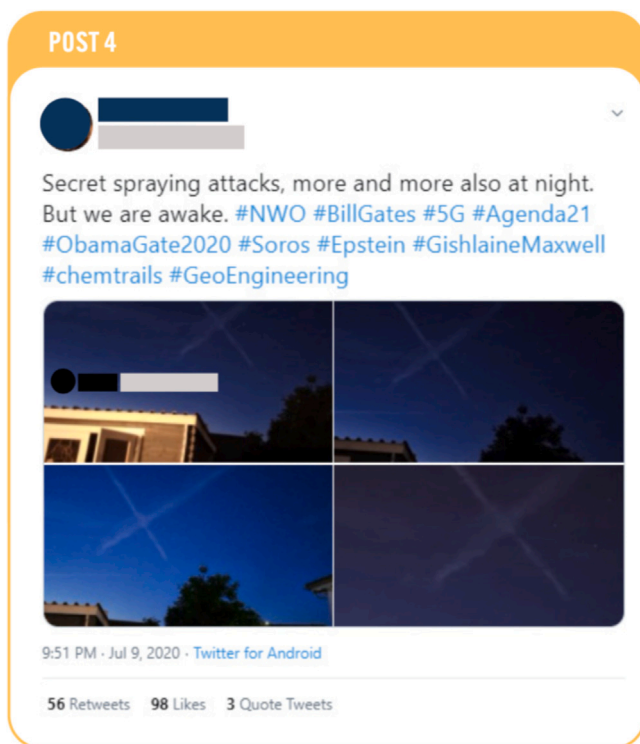 POST 4
Secret spraying attacks, more and more also at night.
But we are awake. #NWO #BillGates #5G #Agenda21
#ObamaGate2020 #Soros #Epstein #GishlaineMaxwell
#chemtrails #GeoEngineering
9:51 PM · Jul 9, 2020 · Twitter for Android
56 Retweets 98 Likes 3 Quote Tweets